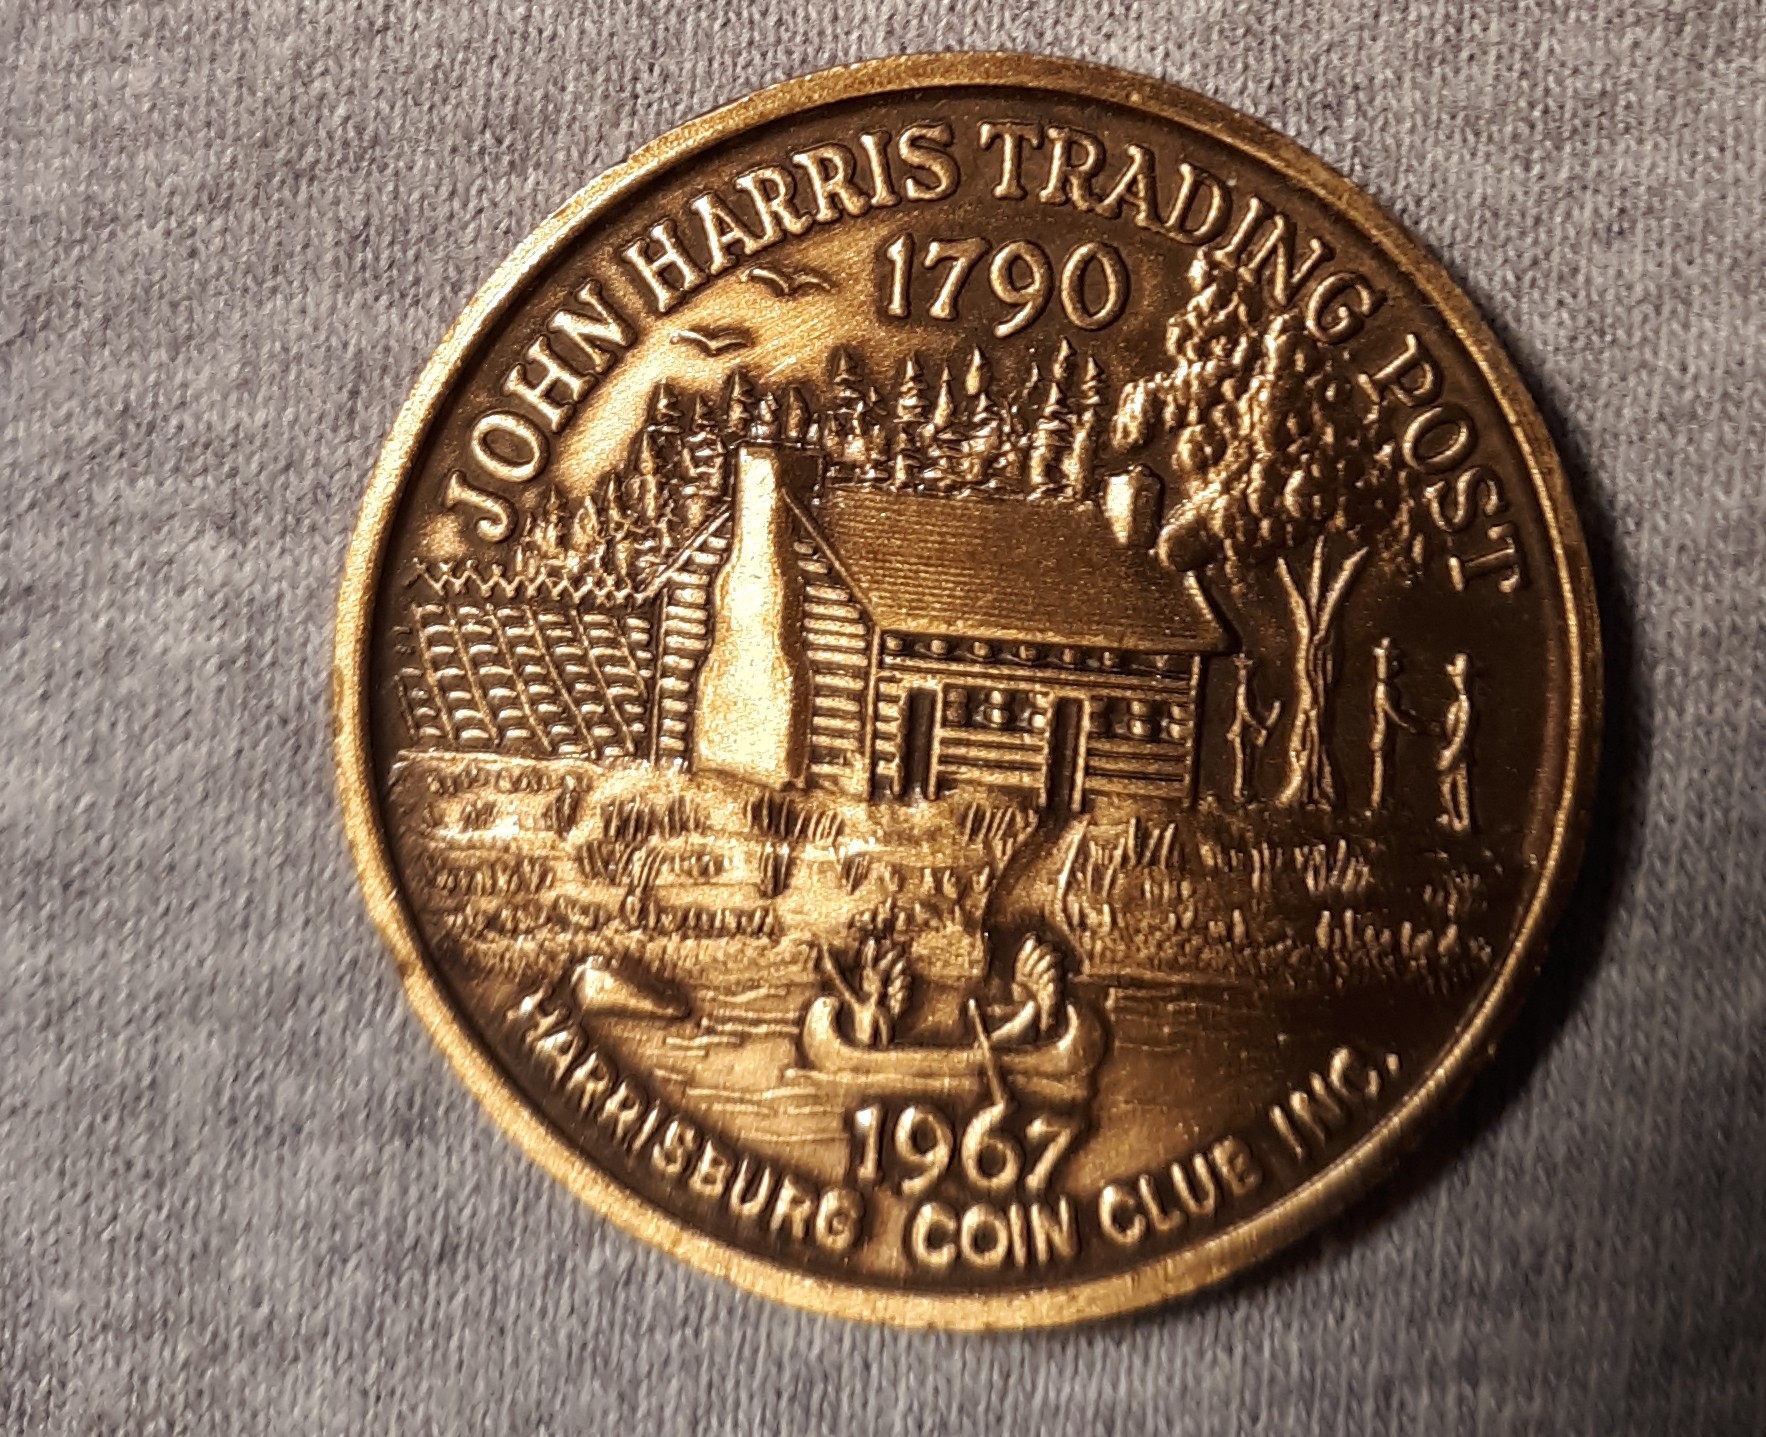 JOHN HARRIS TRADING POST
1790
1967
HARRISBURG COIN CLUB INC.